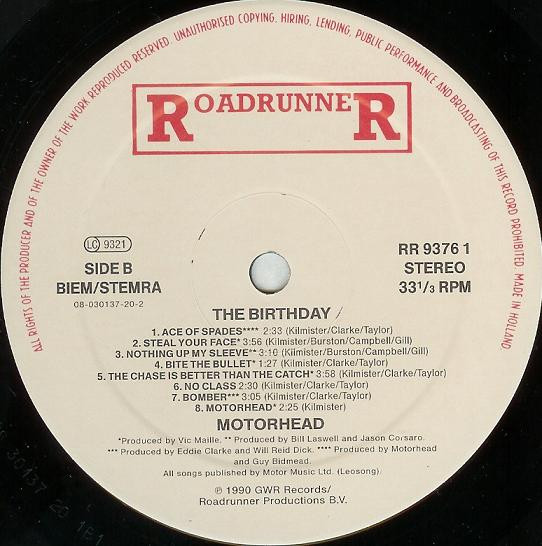 ALL RIGHTS OF THE PRODUCER AND OF THE OWNER OF THE WORK REPRODUCED RESERVED. UNAUTHORISED COPYING, HIRING, LENDING, PUBLIC PERFORMANCE AND BROADCASTING OF THIS RECORD PROHIBITED. MADE IN HOLLAND
ROADRUNNER
LC 9321
SIDE B
BIEM/STEMRA
08-030137-20-2
RR 9376 1
STEREO
33 1/3 RPM
THE BIRTHDAY
1. ACE OF SPADES**** 2:33 (Kilmister/Clarke/Taylor)
2. STEAL YOUR FACE* 3:56 (Kilmister/Burston/Campbell/Gill)
3. NOTHING UP MY SLEEVE** 3:10 (Kilmister/Burston/Campbell/Gill)
4. BITE THE BULLET* 1:27 (Kilmister/Clarke/Taylor)
5. THE CHASE IS BETTER THAN THE CATCH* 3:58 (Kilmister/Clarke/Taylor)
6. NO CLASS 2:30 (Kilmister/Clarke/Taylor)
7. BOMBER*** 3:05 (Kilmister/Clarke/Taylor)
8. MOTORHEAD* 2:25 (Kilmister)
MOTORHEAD
*Produced by Vic Maille. ** Produced by Bill Laswell and Jason Corsaro.
*** Produced by Eddie Clarke and Will Reid Dick. **** Produced by Motorhead
and Guy Bidmead.
All songs published by Motor Music Ltd. (Leosong).
℗ 1990 GWR Records/
Roadrunner Productions B.V.